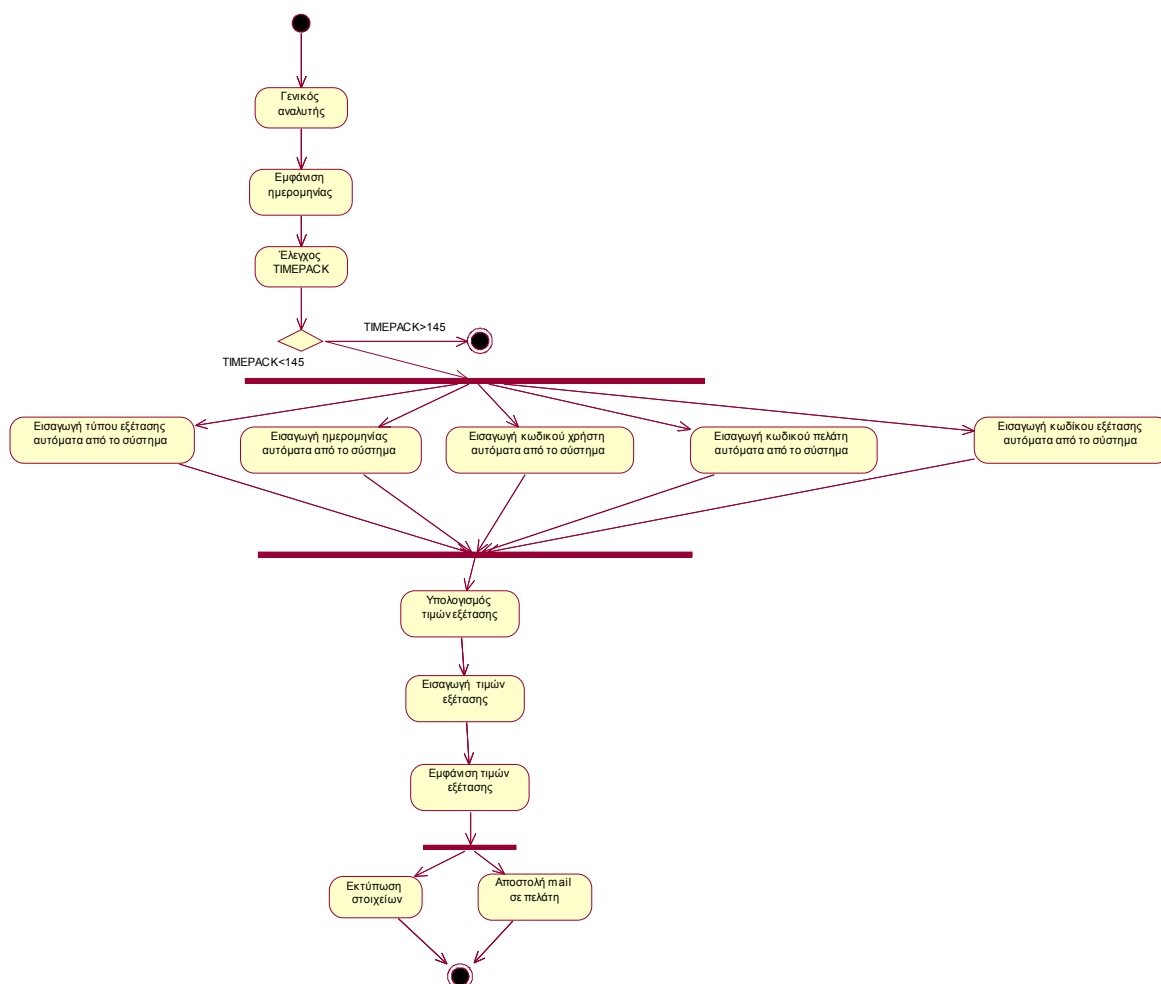 Γενικός
αναλυτής
Εμφάνιση
ημερομηνίας
Έλεγχος
TIMEPACK
TIMEPACK>145
TIMEPACK<145
Εισαγωγή τύπου εξέτασης
αυτόματα από το σύστημα
Εισαγωγή ημερομηνίας
αυτόματα από το σύστημα
Εισαγωγή κωδικού χρήστη
αυτόματα από το σύστημα
Εισαγωγή κωδικού πελάτη
αυτόματα από το σύστημα
Εισαγωγή κωδίκου εξέτασης
αυτόματα από το σύστημα
Υπολογισμός
τιμών εξέτασης
Εισαγωγή τιμών
εξέτασης
Εμφάνιση τιμών
εξέτασης
Εκτύπωση
στοιχείων
Αποστολή mail
σε πελάτη